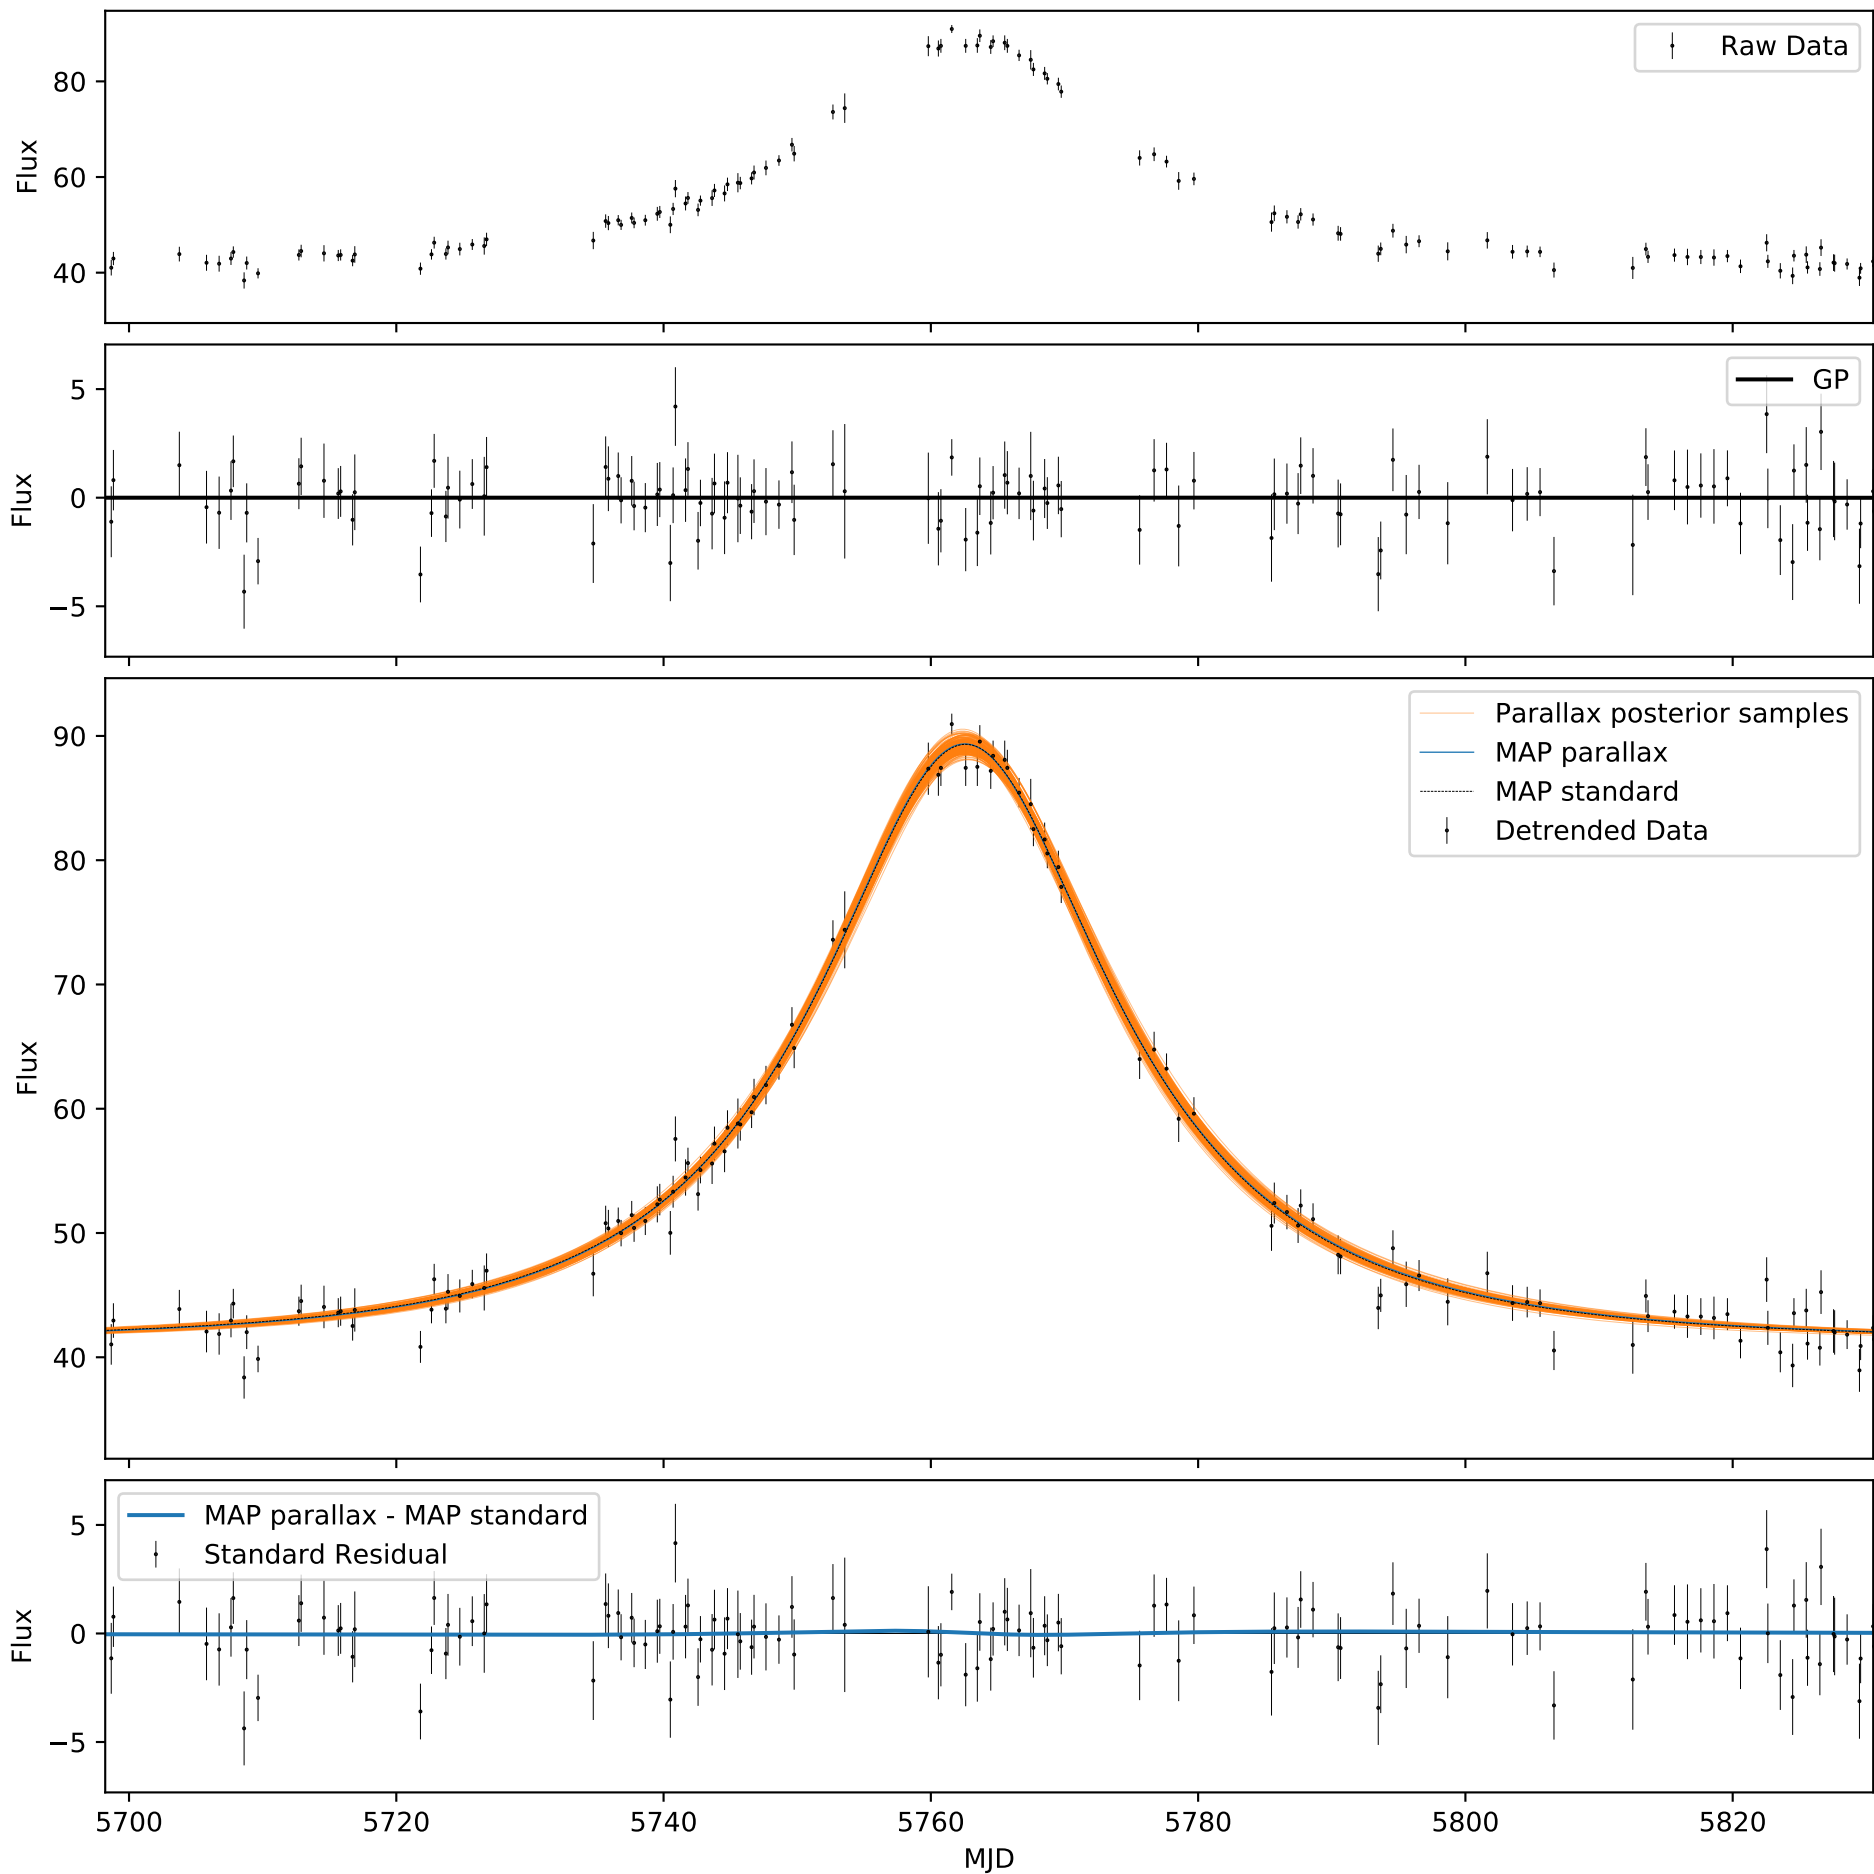 Raw Data
Flux
80
60
40
GP
Flux
5
0
−5
Parallax posterior samples
MAP parallax
MAP standard
Detrended Data
Flux
90
80
70
60
50
40
MAP parallax - MAP standard
Standard Residual
Flux
5
0
−5
5700 5720 5740 5760 5780 5800 5820
MJD